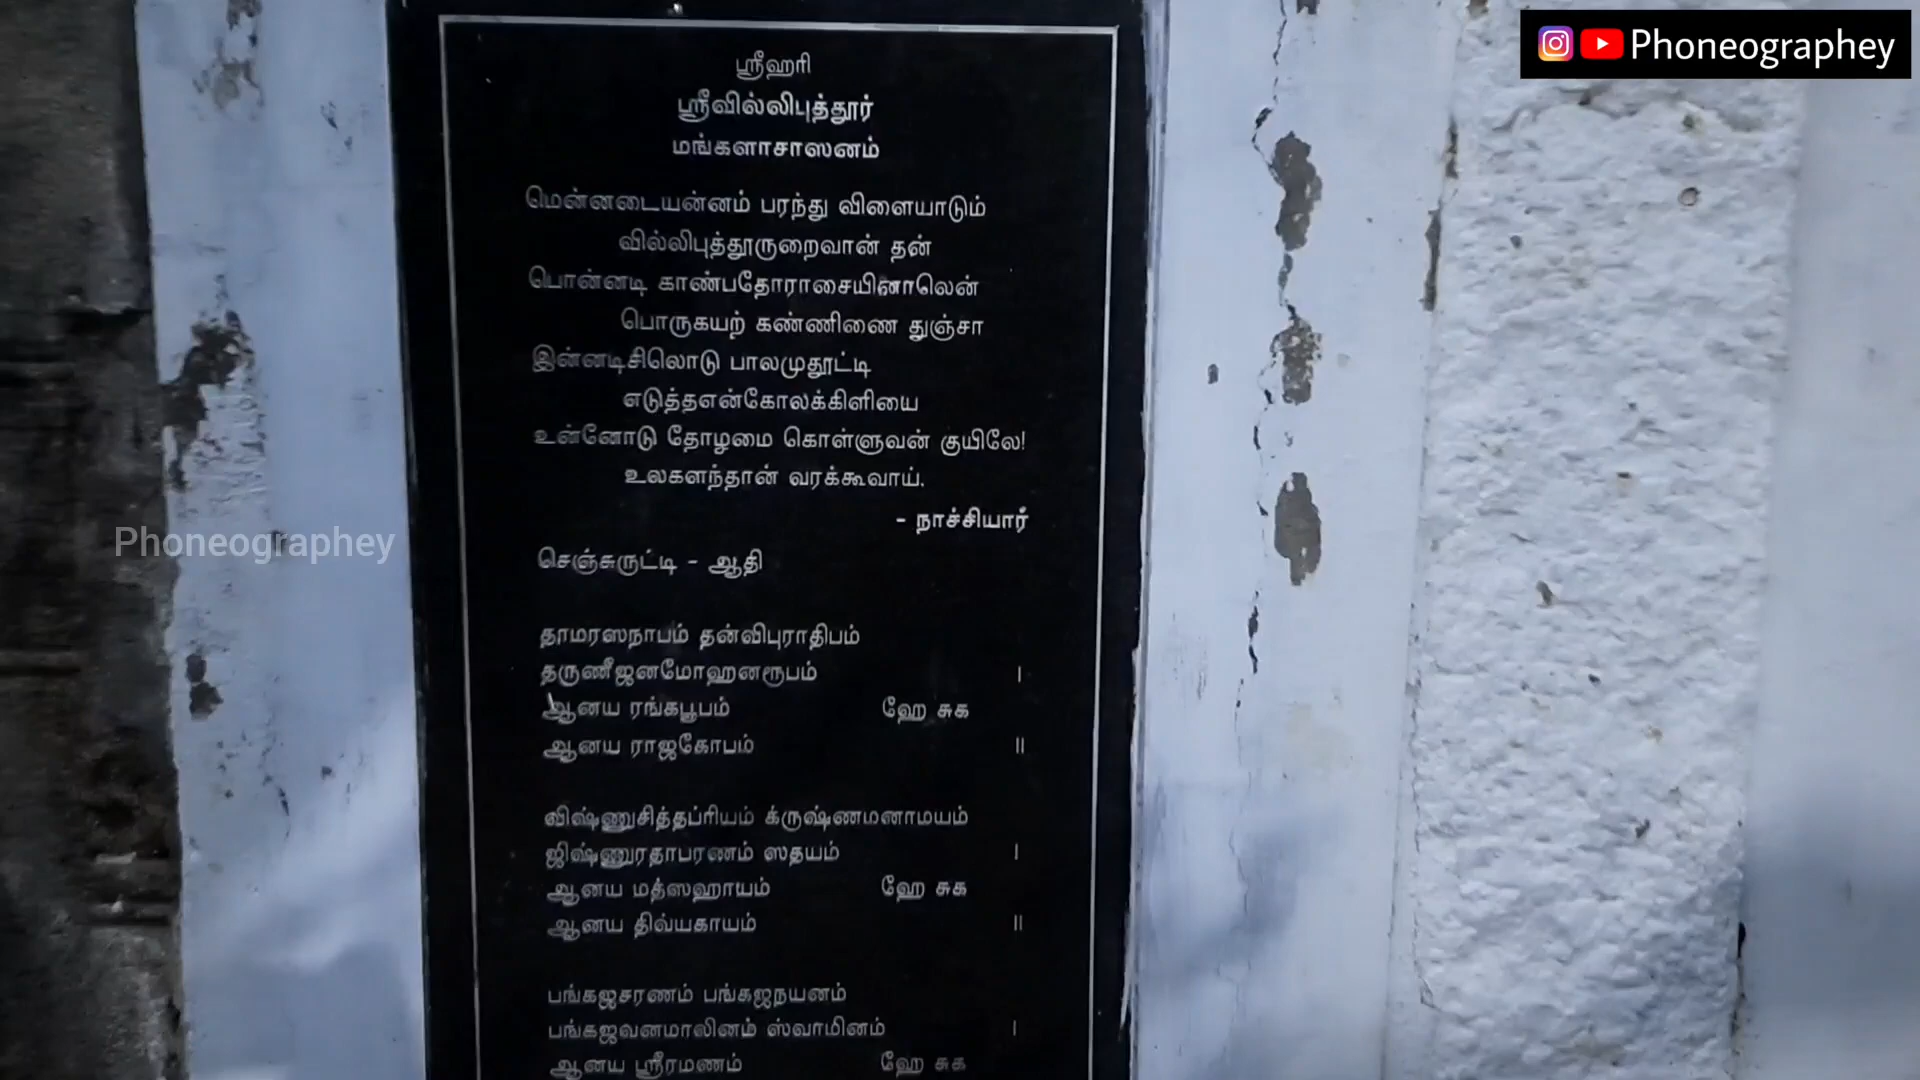 Phoneographey
ஸ்ரீஹரி
ஸ்ரீவில்லிபுத்தூர்
மங்களாசாஸனம்
மென்னடையன்னம் பரந்து விளையாடும்
வில்லிபுத்தூருறைவான் தன்
பொன்னடி காண்பதோராசையினாலென்
பொருகயற் கண்ணிணை துஞ்சா
இன்னடிசிலொடு பாலமுதூட்டி
எடுத்தஎன்கோலக்கிளியை
உன்னோடு தோழமை கொள்ளுவன் குயிலே!
உலகளந்தான் வரக்கூவாய்.
- நாச்சியார்
Phoneographey
செஞ்சுருட்டி - ஆதி
தாமரஸநாபம் தன்விபுராதிபம்
தருணீஜனமோஹனரூபம் I
ஆனய ரங்கபூபம் ஹே சுக
ஆனய ராஜகோபம் II
விஷ்ணுசித்தப்ரியம் க்ருஷ்ணமனாமயம்
ஜிஷ்ணுரதாபரணம் ஸதயம் I
ஆனய மத்ஸஹாயம் ஹே சுக
ஆனய திவ்யகாயம் II
பங்கஜசரணம் பங்கஜநயனம்
பங்கஜவனமாலினம் ஸ்வாமினம் I
ஆனய ஸ்ரீரமணம் ஹே சுக